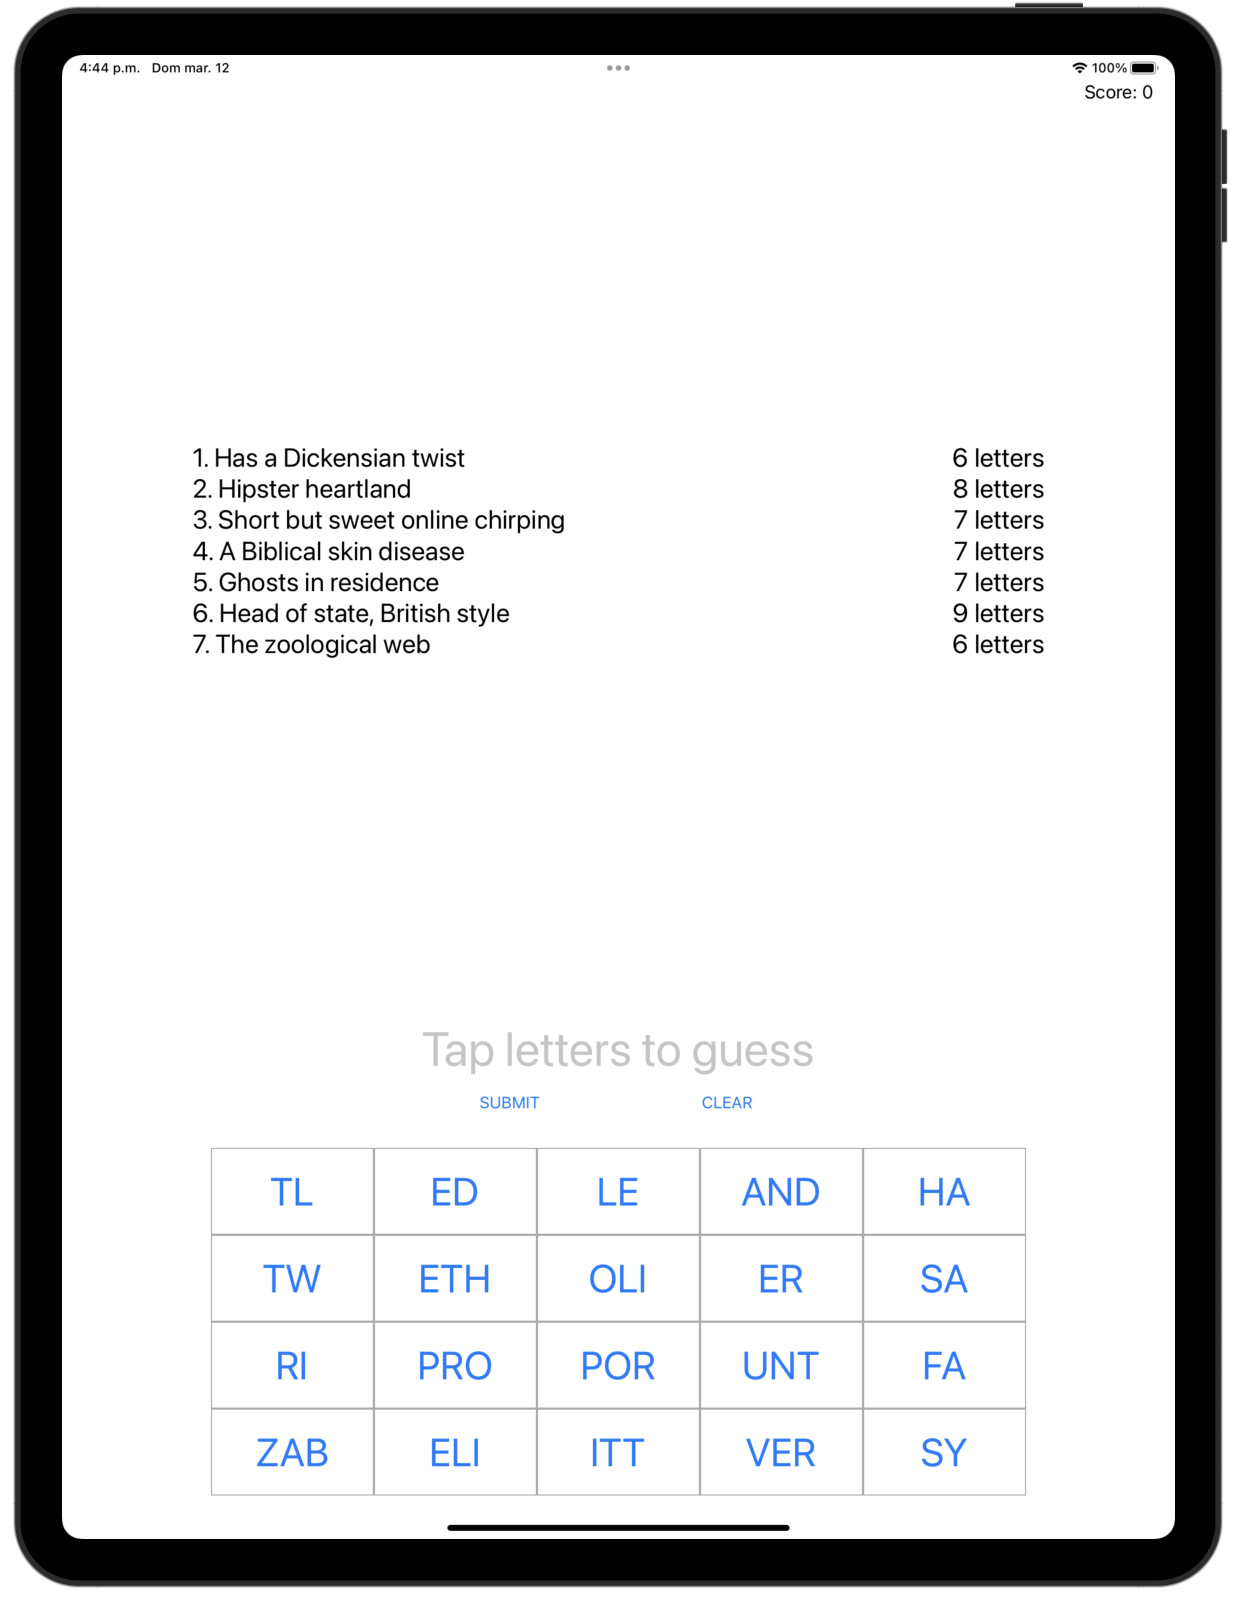 4:44 p.m. Dom mar. 12 100%
Score: 0
1. Has a Dickensian twist 6 letters
2. Hipster heartland 8 letters
3. Short but sweet online chirping 7 letters
4. A Biblical skin disease 7 letters
5. Ghosts in residence 7 letters
6. Head of state, British style 9 letters
7. The zoological web 6 letters
Tap letters to guess
SUBMIT CLEAR
TL ED LE AND HA
TW ETH OLI ER SA
RI PRO POR UNT FA
ZAB ELI ITT VER SY